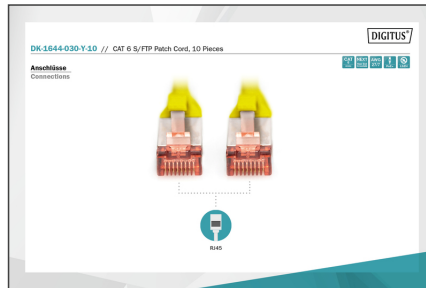 DIGITUS®
DK-1644-030-Y-10 // CAT 6 S/FTP Patch Cord, 10 Pieces
Anschlüsse
Connections
RJ45